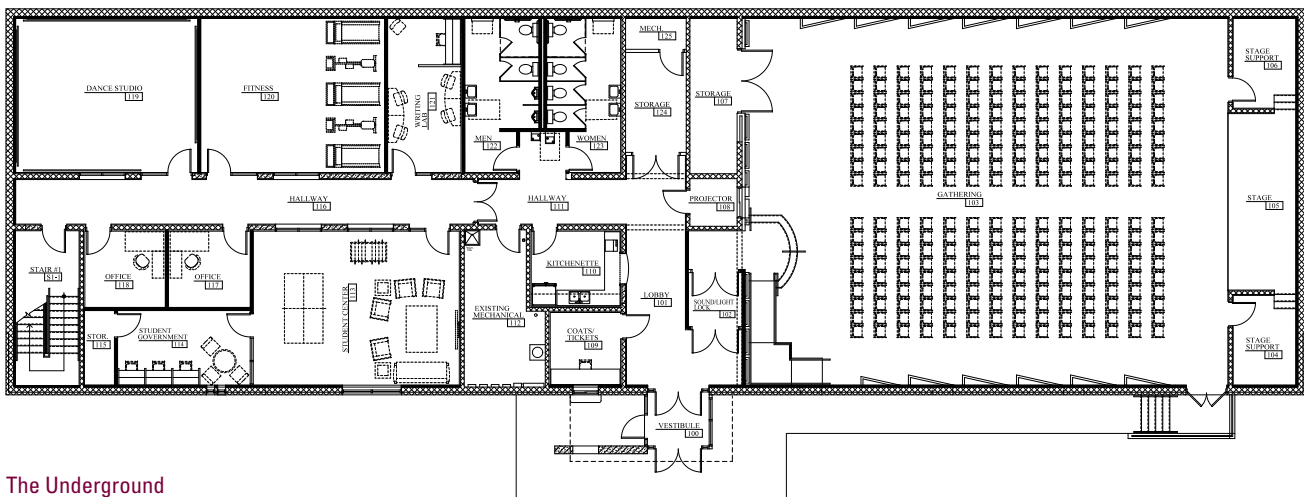 MECH.
125
STAGE
SUPPORT
106
DANCE STUDIO
119
FITNESS
120
WRITING
LAB
121
STORAGE
124
STORAGE
107
MEN
122
WOMEN
123
HALLWAY
116
HALLWAY
111
PROJECTOR
108
GATHERING
103
STAGE
105
STAIR #1
S1-1
OFFICE
118
OFFICE
117
STUDENT CENTER
113
KITCHENETTE
110
LOBBY
101
SOUND/LIGHT
LOCK
102
EXISTING
MECHANICAL
112
STOR.
115
STUDENT
GOVERNMENT
114
COATS/
TICKETS
109
STAGE
SUPPORT
104
VESTIBULE
100
The Underground